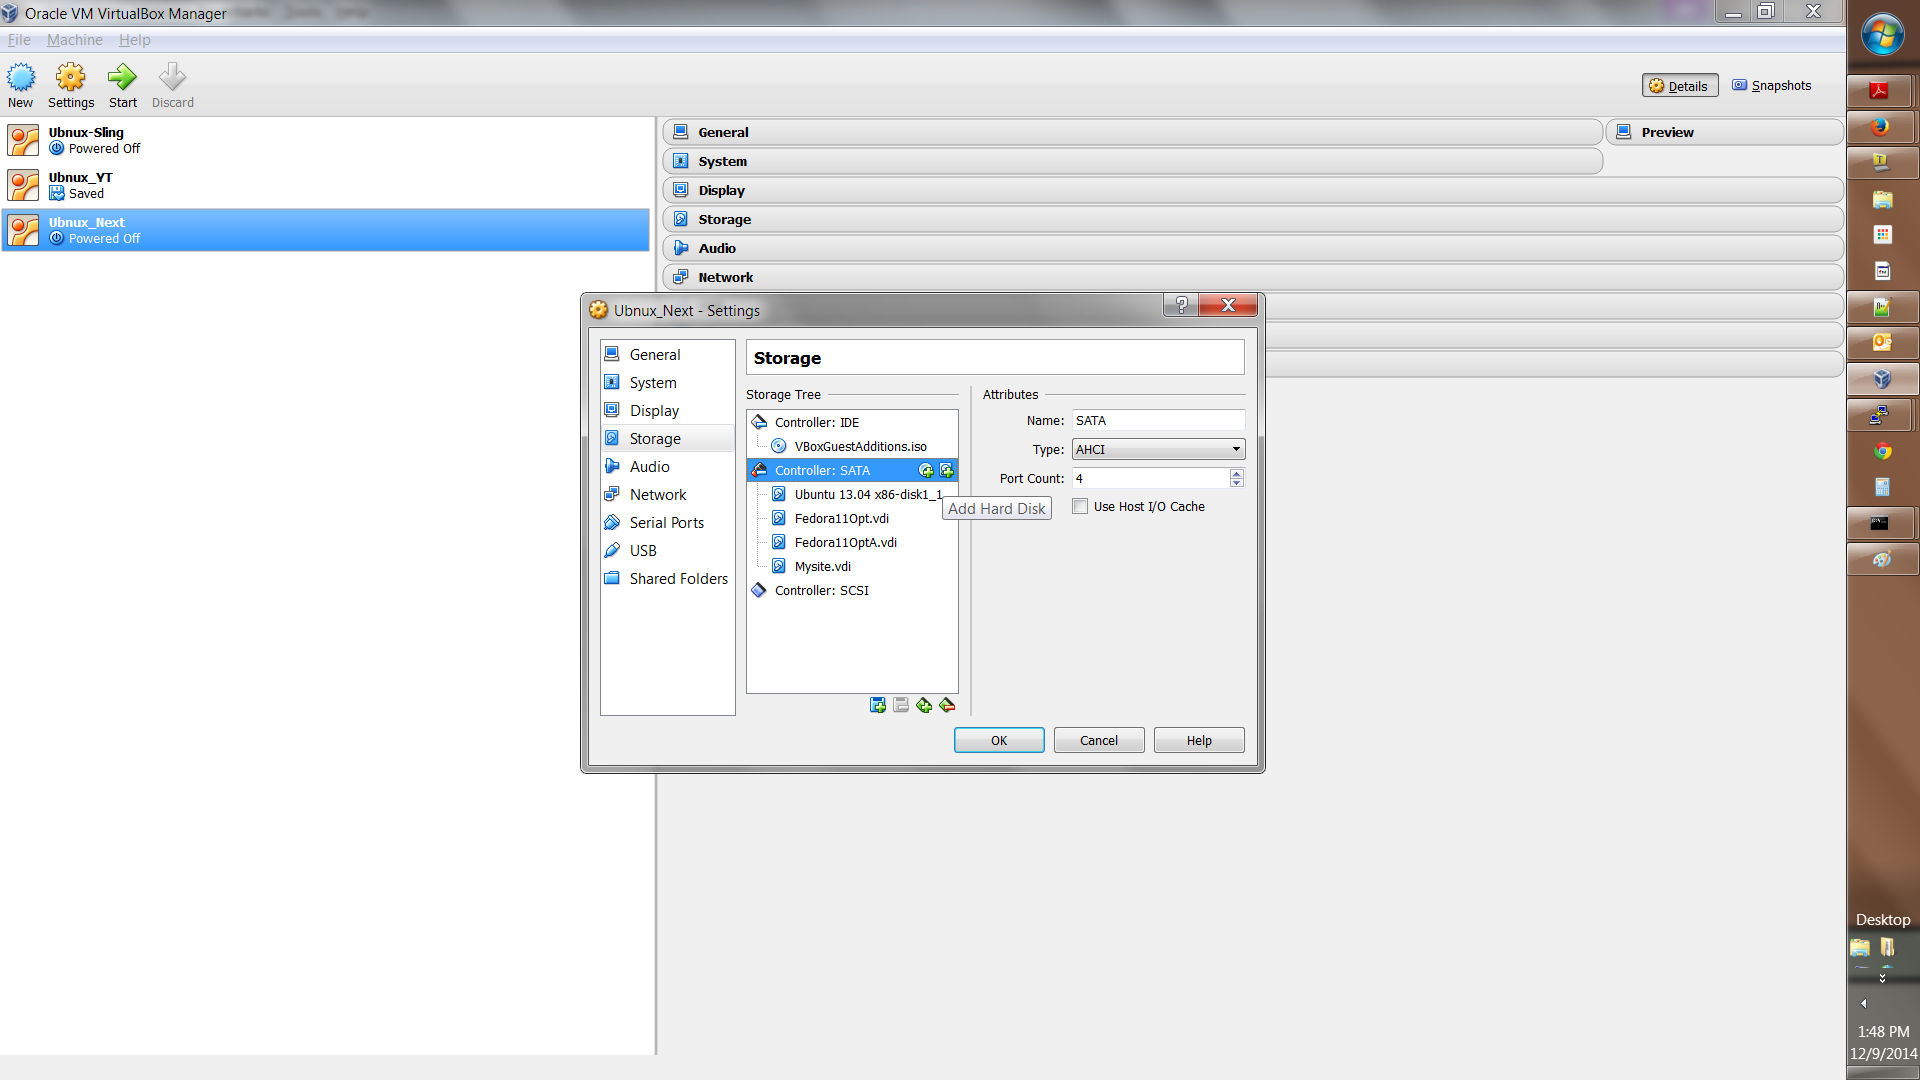 Oracle VM VirtualBox Manager
File Machine Help
New Settings Start Discard
Details Snapshots
Ubnux-Sling
Powered Off
Ubnux_YT
Saved
Ubnux_Next
Powered Off
General
Preview
System
Display
Storage
Audio
Network
Ubnux_Next - Settings
General
System
Display
Storage
Audio
Network
Serial Ports
USB
Shared Folders
Storage
Storage Tree
Controller: IDE
VBoxGuestAdditions.iso
Controller: SATA
Ubuntu 13.04 x86-disk1_1
Fedora11Opt.vdi
Fedora11OptA.vdi
Mysite.vdi
Controller: SCSI
Add Hard Disk
Attributes
Name: SATA
Type: AHCI
Port Count: 4
Use Host I/O Cache
OK Cancel Help
Desktop
1:48 PM
12/9/2014